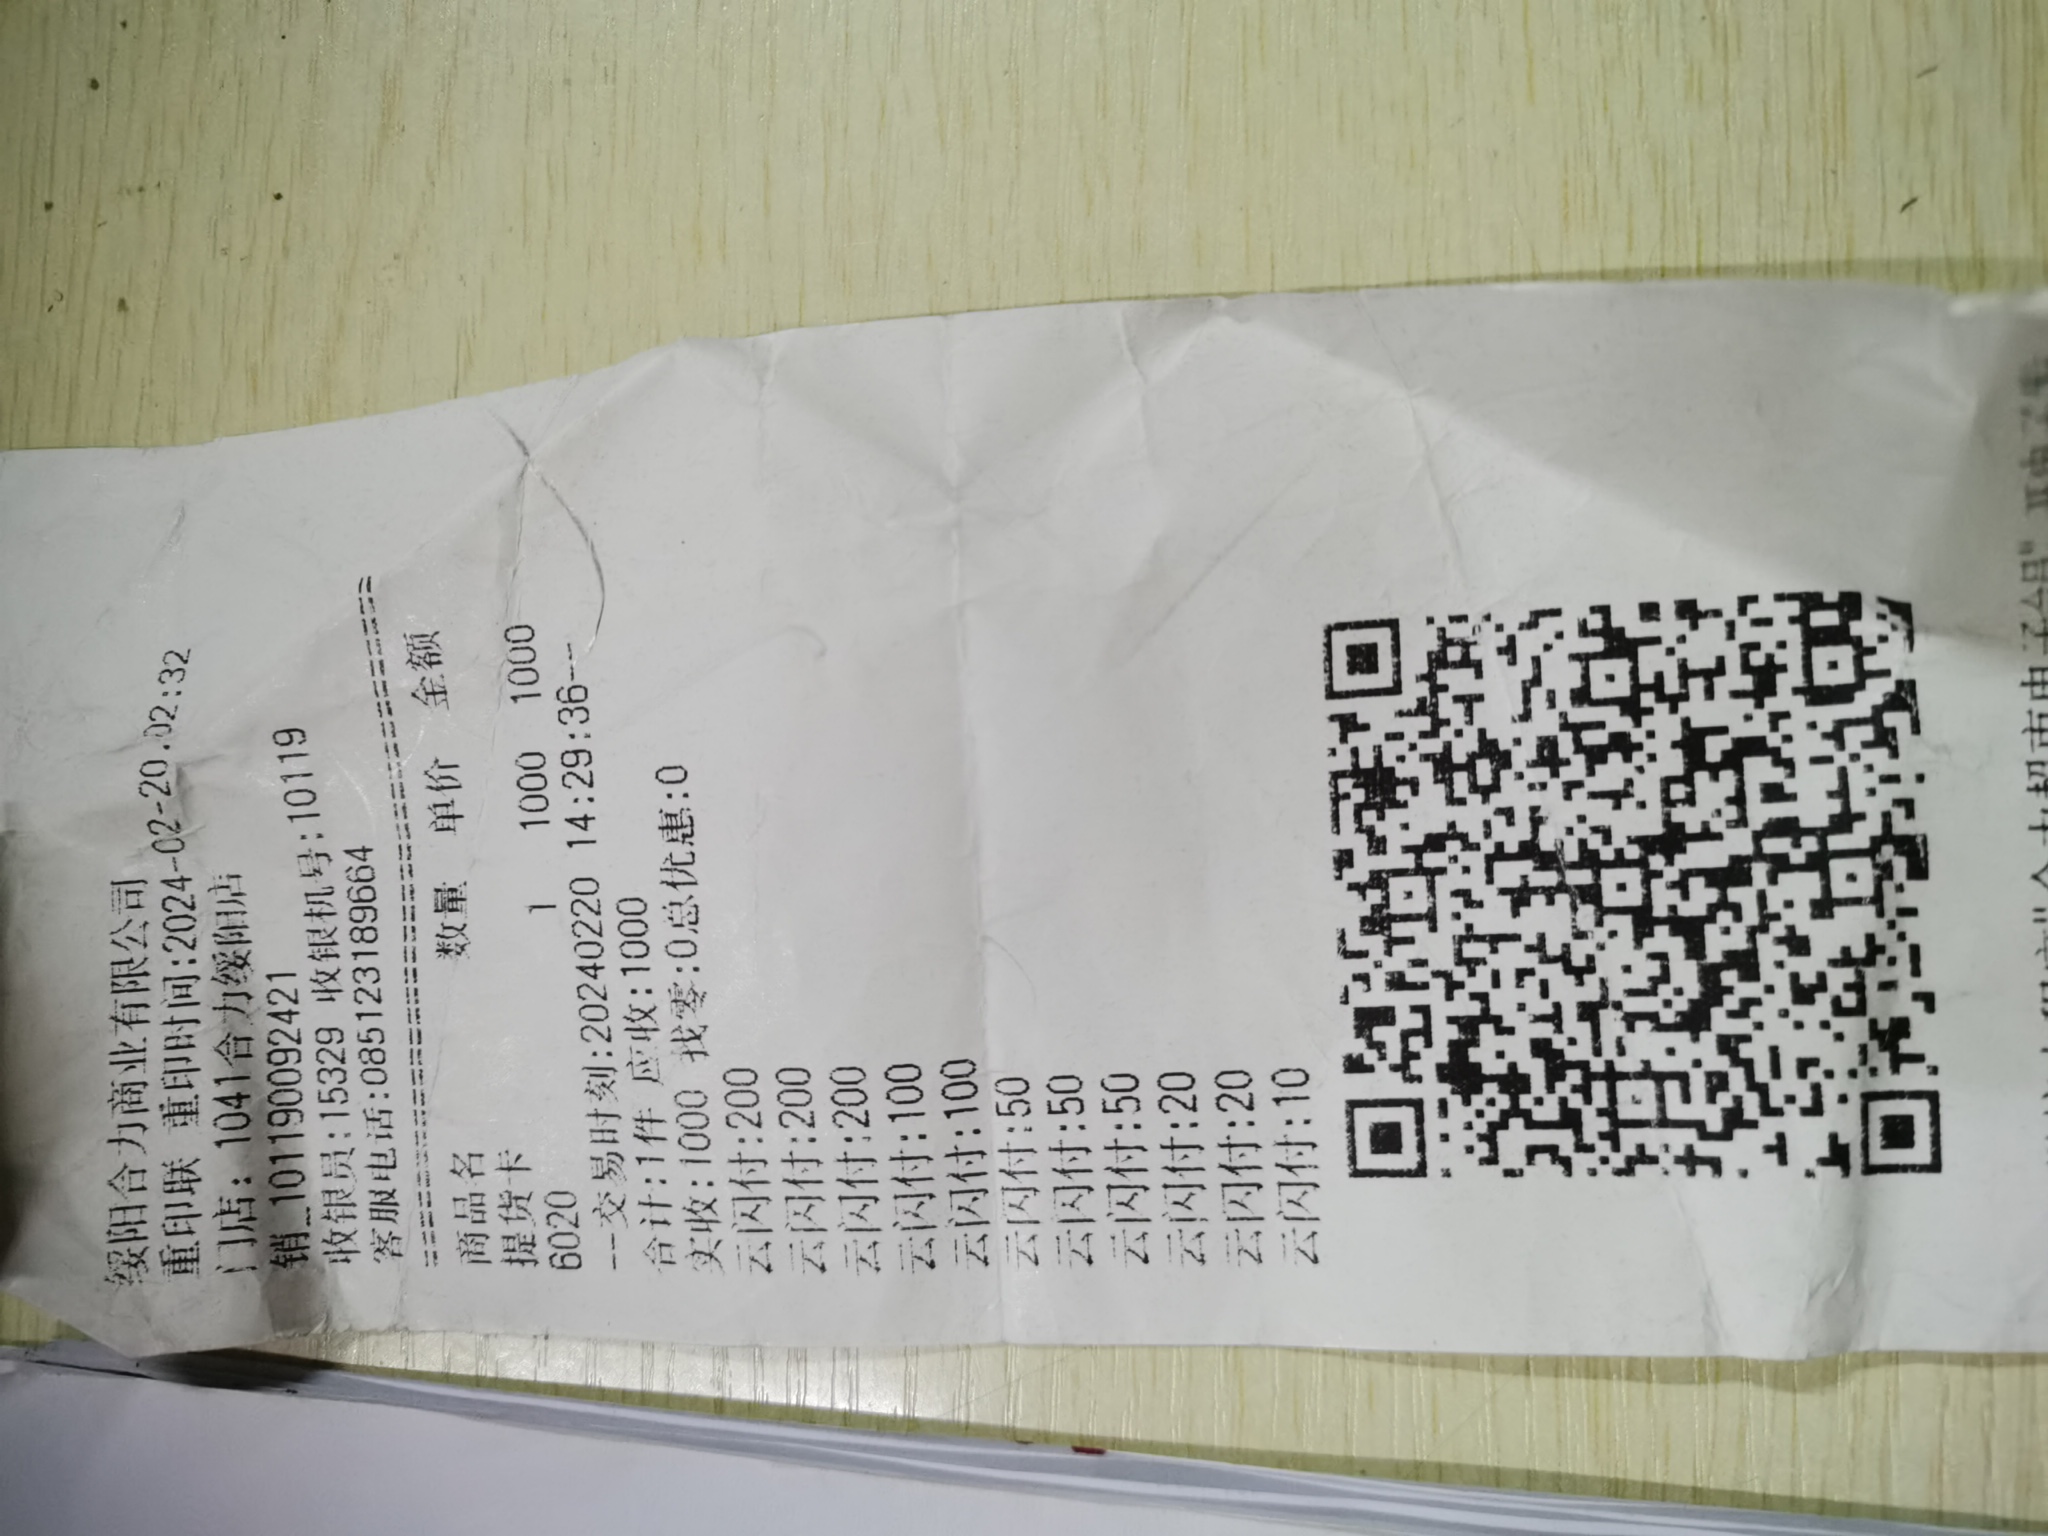 绥阳合力商业有限公司
重印联 重印时间:2024-02-20.02:32
门店: 1041合力绥阳店
销_1011900092421
收银员:15329 收银机号:10119
客服电话:085123189664
================================
商品名 数量 单价 金额
提货卡
6020 1 1000 1000
--交易时刻:20240220 14:29:36---
合计:1件 应收:1000
实收:1000 找零:0总优惠:0
云闪付:200
云闪付:200
云闪付:200
云闪付:100
云闪付:100
云闪付:50
云闪付:50
云闪付:50
云闪付:20
云闪付:20
云闪付:10